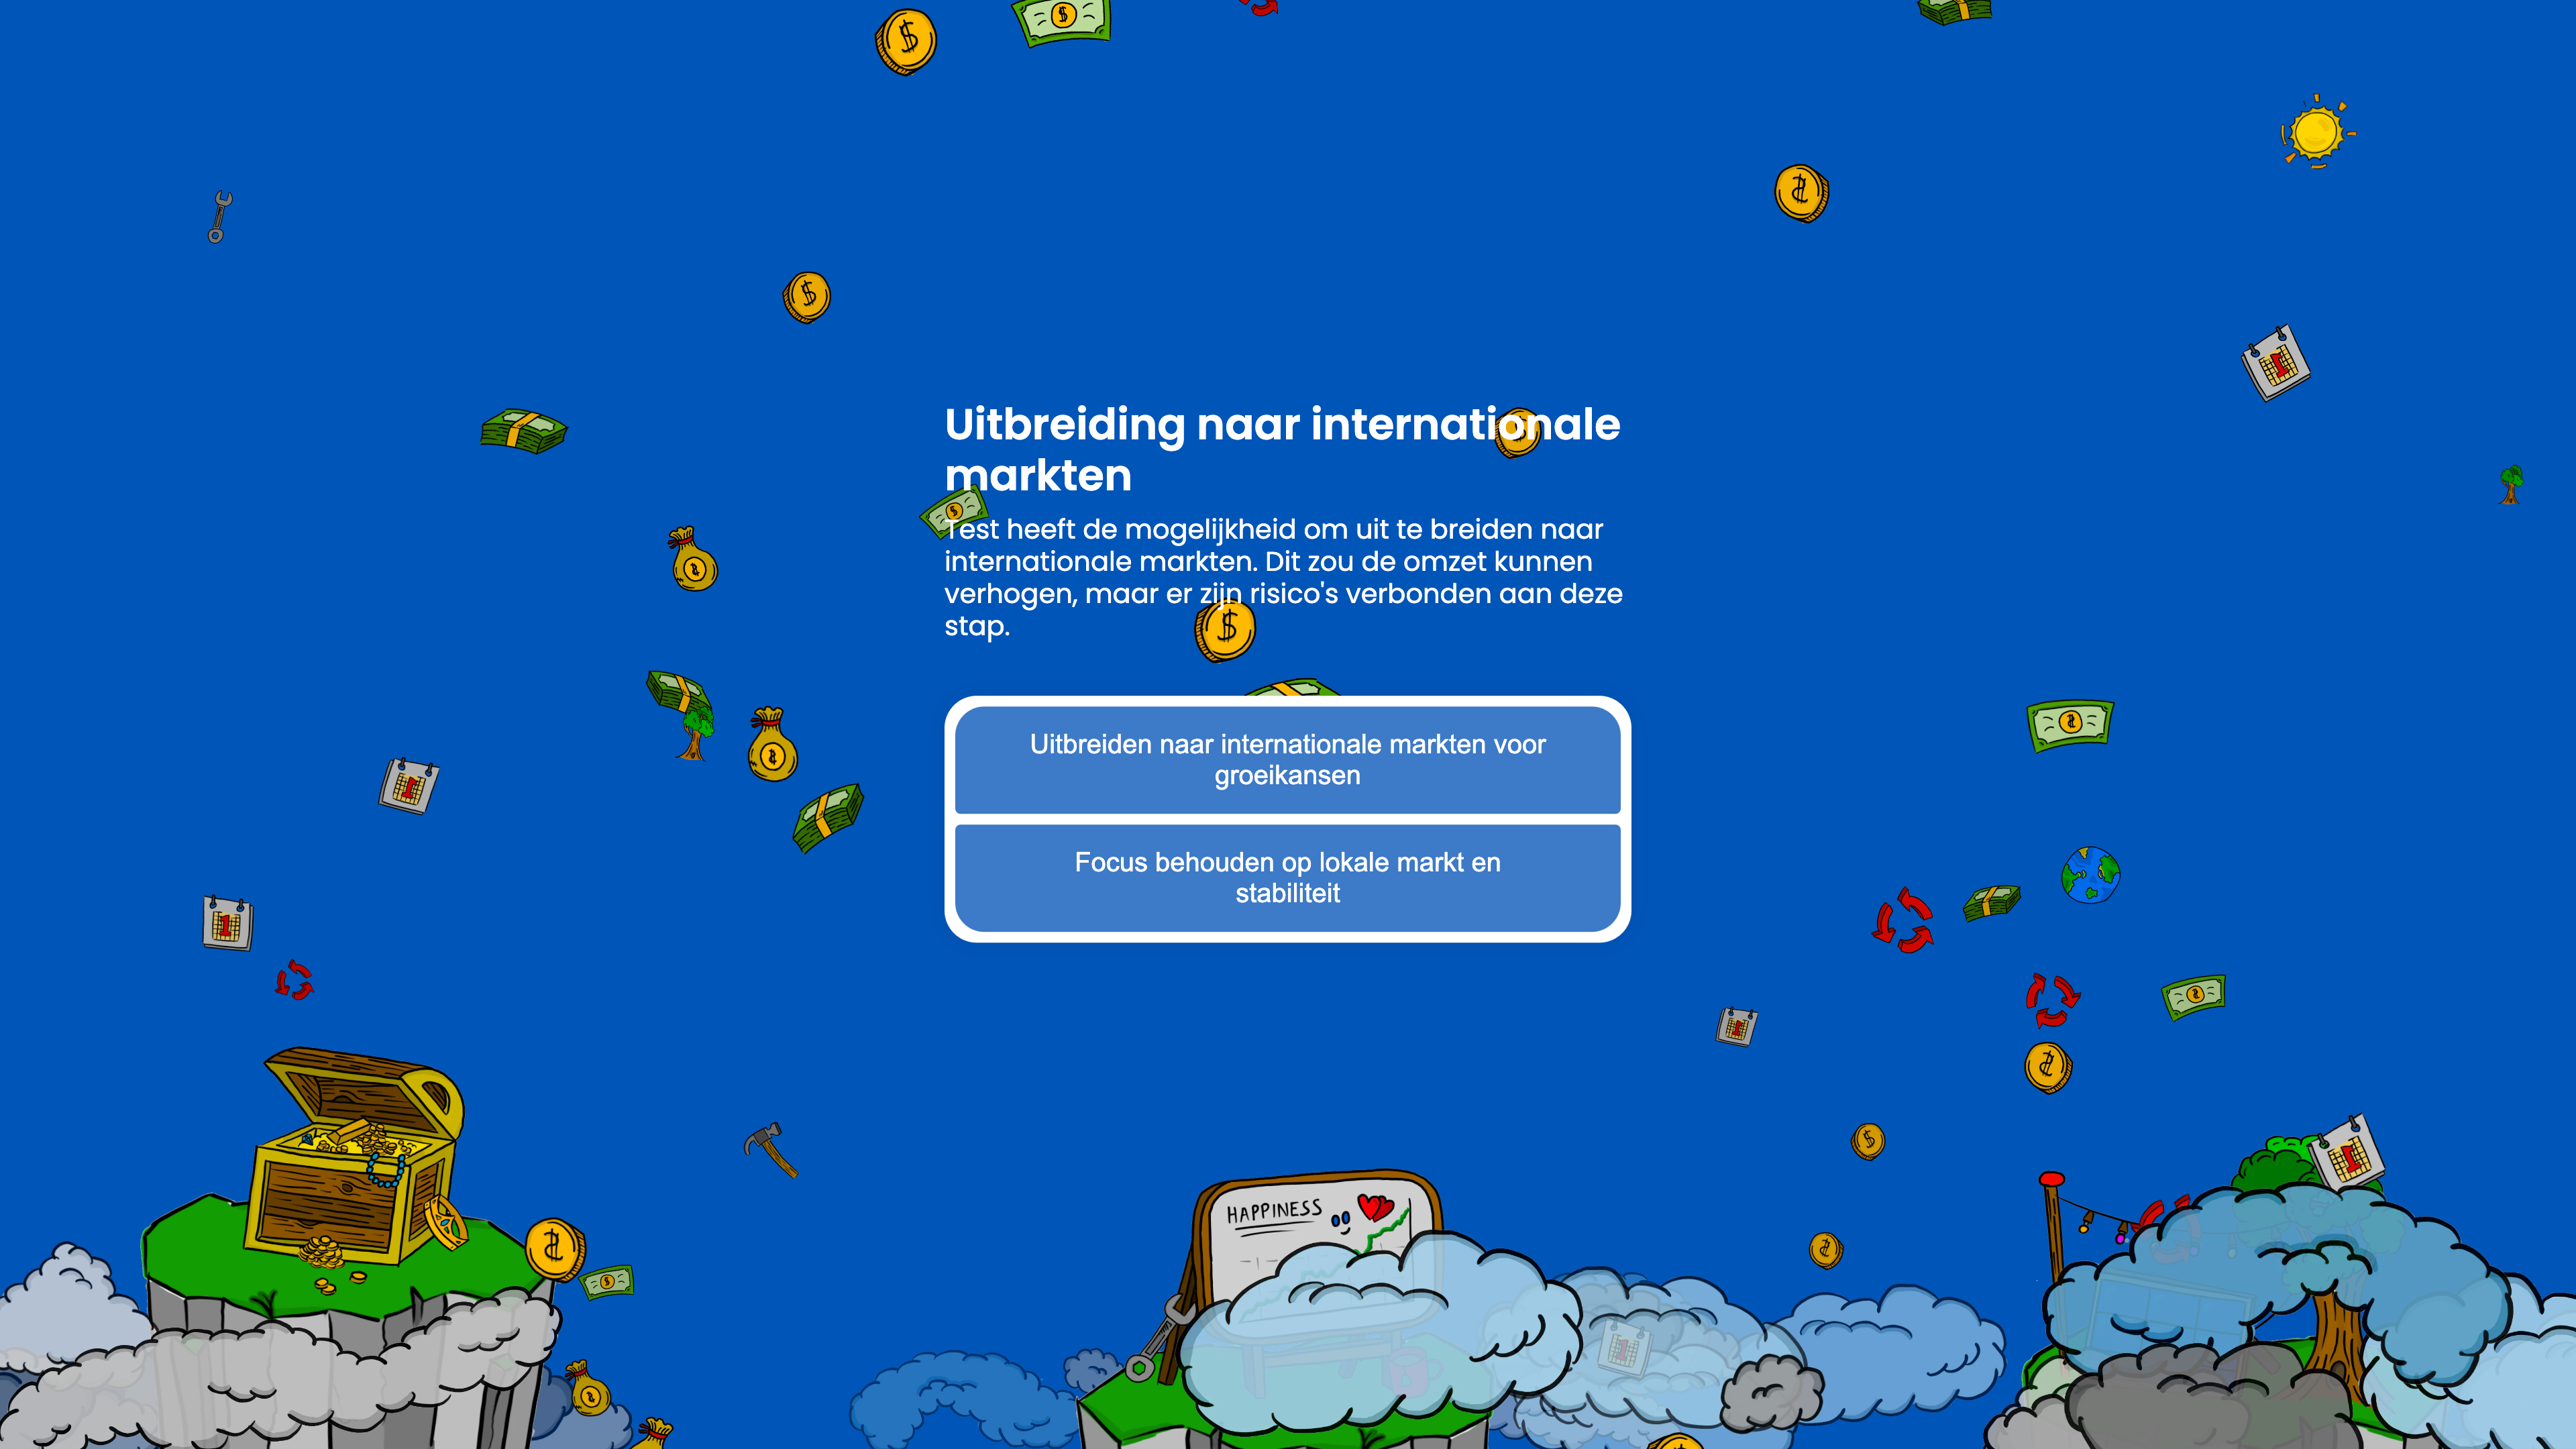 Uitbreiding naar internationale
markten
Test heeft de mogelijkheid om uit te breiden naar
internationale markten. Dit zou de omzet kunnen
verhogen, maar er zijn risico's verbonden aan deze
stap.
Uitbreiden naar internationale markten voor
groeikansen
Focus behouden op lokale markt en
stabiliteit
HAPPINESS